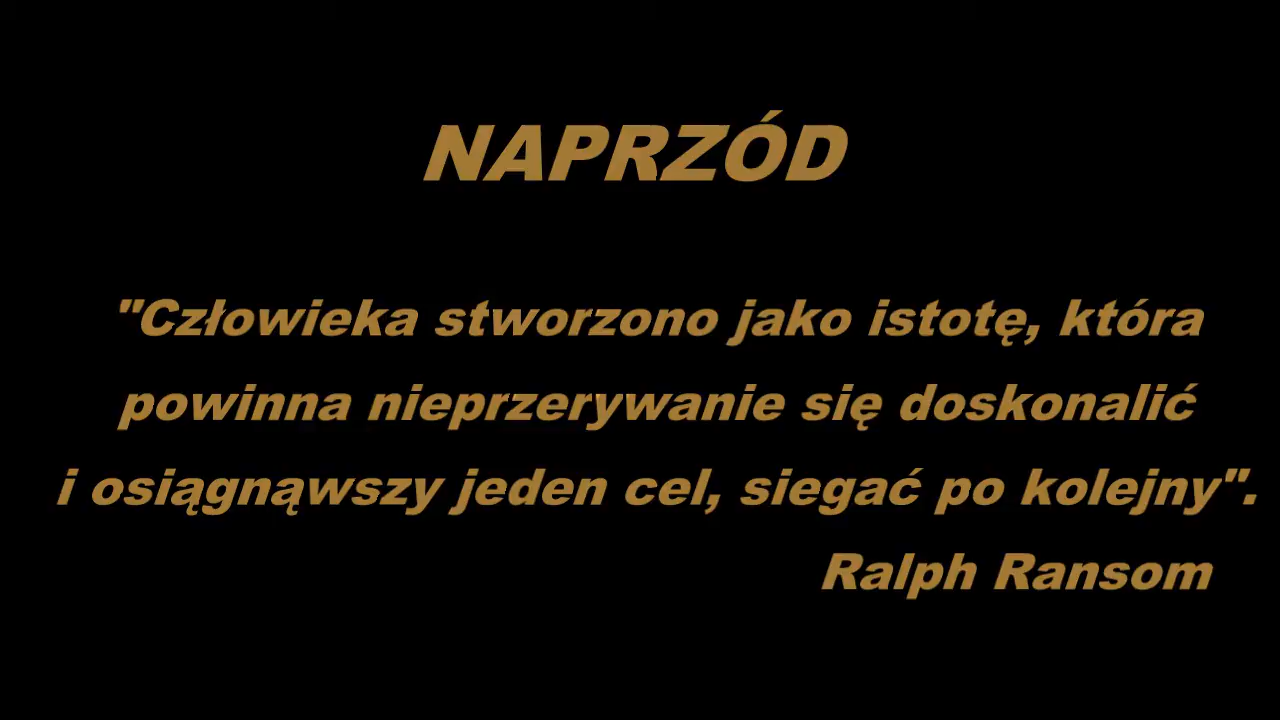 NAPRZÓD
"Człowieka stworzono jako istotę, która
powinna nieprzerywanie się doskonalić
i osiągnąwszy jeden cel, siegać po kolejny".
Ralph Ransom